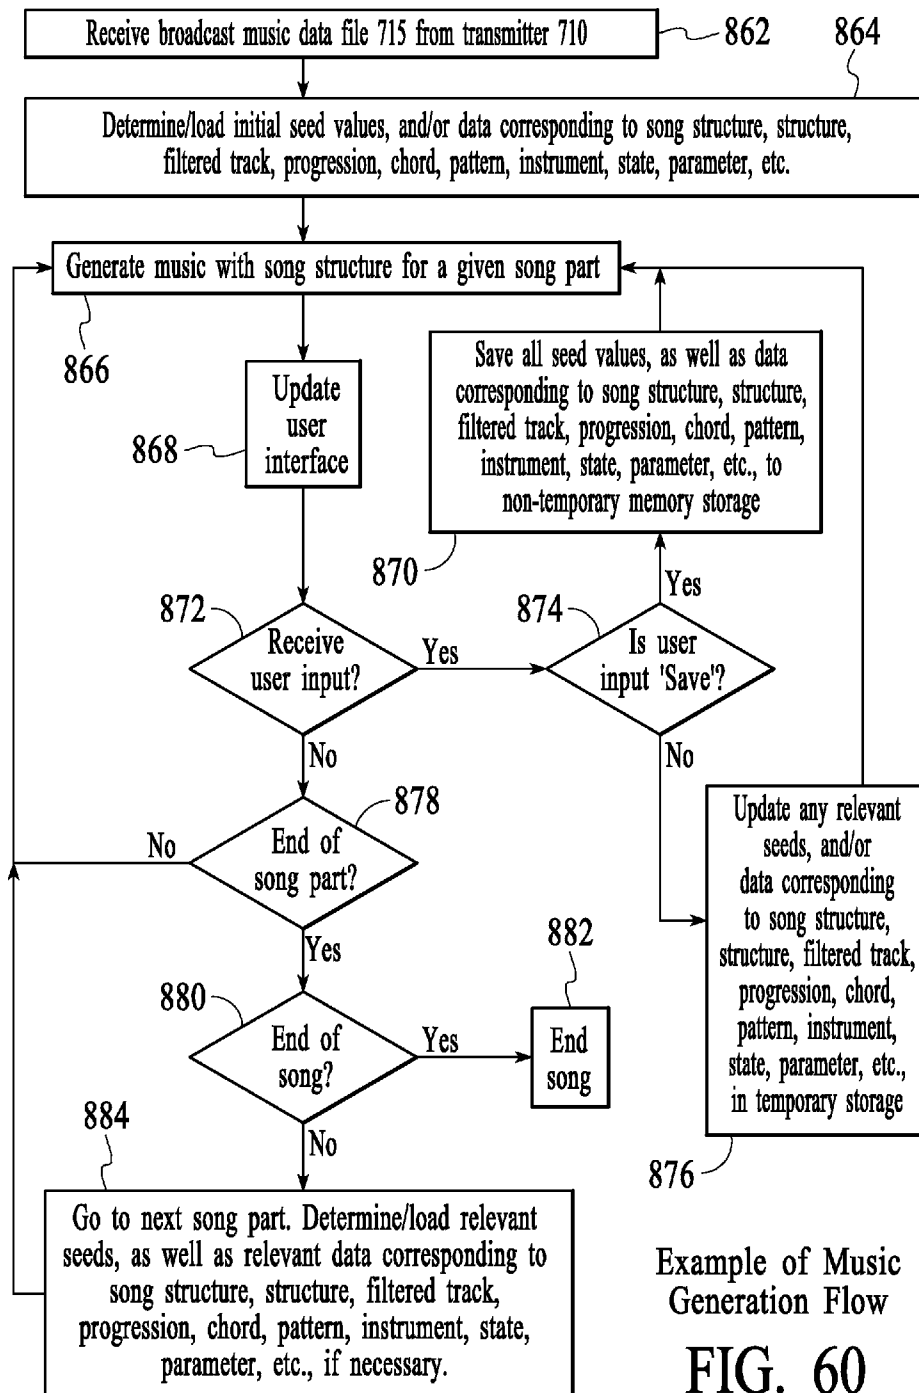 Receive broadcast music data file 715 from transmitter 710
862
864
Determine/load initial seed values, and/or data corresponding to song structure, structure,
filtered track, progression, chord, pattern, instrument, state, parameter, etc.
Generate music with song structure for a given song part
866
Update
user
interface
868
Save all seed values, as well as data
corresponding to song structure, structure,
filtered track, progression, chord, pattern,
instrument, state, parameter, etc., to
non-temporary memory storage
870
872
Receive
user input?
Yes
No
874
Is user
input 'Save'?
Yes
No
Update any relevant
seeds, and/or
data corresponding
to song structure,
structure, filtered track,
progression, chord,
pattern, instrument,
state, parameter, etc.,
in temporary storage
876
878
End of
song part?
No
Yes
880
End of
song?
Yes
No
882
End
song
884
Go to next song part. Determine/load relevant
seeds, as well as relevant data corresponding to
song structure, structure, filtered track,
progression, chord, pattern, instrument, state,
parameter, etc., if necessary.
Example of Music
Generation Flow
FIG. 60